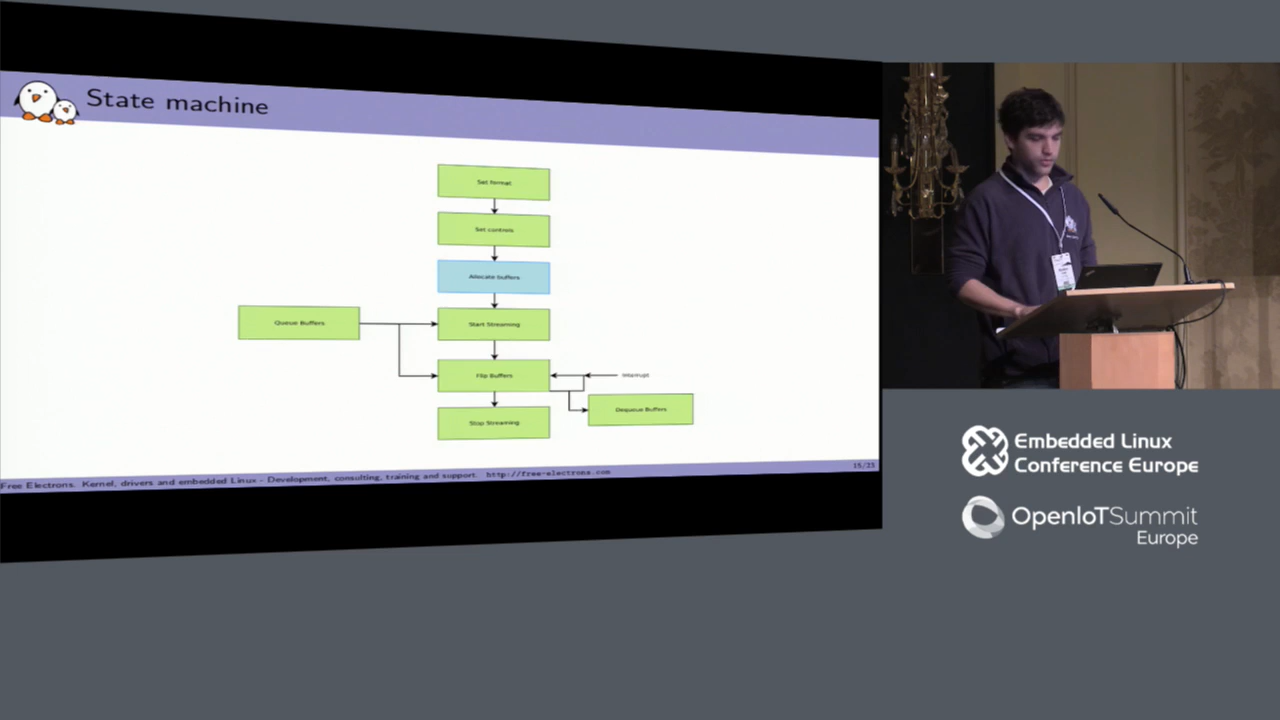 State machine
Set format
Set controls
Allocate buffers
Queue Buffers
Start Streaming
Flip Buffers
Interrupt
Dequeue Buffers
Stop Streaming
Free Electrons. Kernel, drivers and embedded Linux - Development, consulting, training and support. http://free-electrons.com
15/23
Embedded Linux
Conference Europe
OpenIoTSummit
Europe